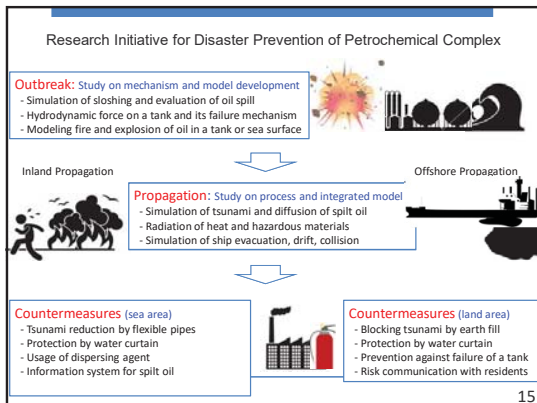 Research Initiative for Disaster Prevention of Petrochemical Complex
Outbreak: Study on mechanism and model development
- Simulation of sloshing and evaluation of oil spill
- Hydrodynamic force on a tank and its failure mechanism
- Modeling fire and explosion of oil in a tank or sea surface
Inland Propagation
Offshore Propagation
Propagation: Study on process and integrated model
- Simulation of tsunami and diffusion of spilt oil
- Radiation of heat and hazardous materials
- Simulation of ship evacuation, drift, collision
Countermeasures (sea area)
- Tsunami reduction by flexible pipes
- Protection by water curtain
- Usage of dispersing agent
- Information system for spilt oil
Countermeasures (land area)
- Blocking tsunami by earth fill
- Protection by water curtain
- Prevention against failure of a tank
- Risk communication with residents
15